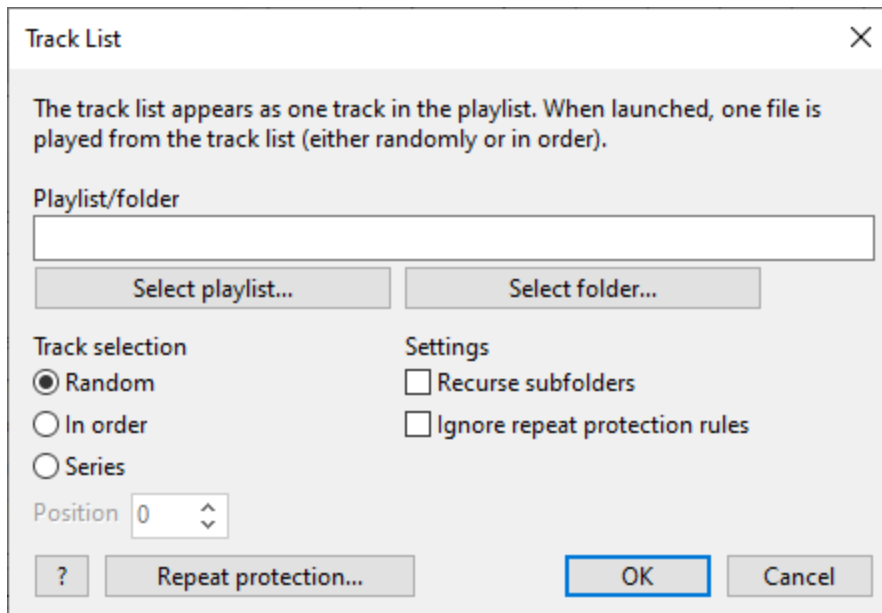 Track List
The track list appears as one track in the playlist. When launched, one file is
played from the track list (either randomly or in order).
Playlist/folder
Select playlist...
Select folder...
Track selection
Random
In order
Series
Position 0
Settings
Recurse subfolders
Ignore repeat protection rules
?
Repeat protection...
OK
Cancel